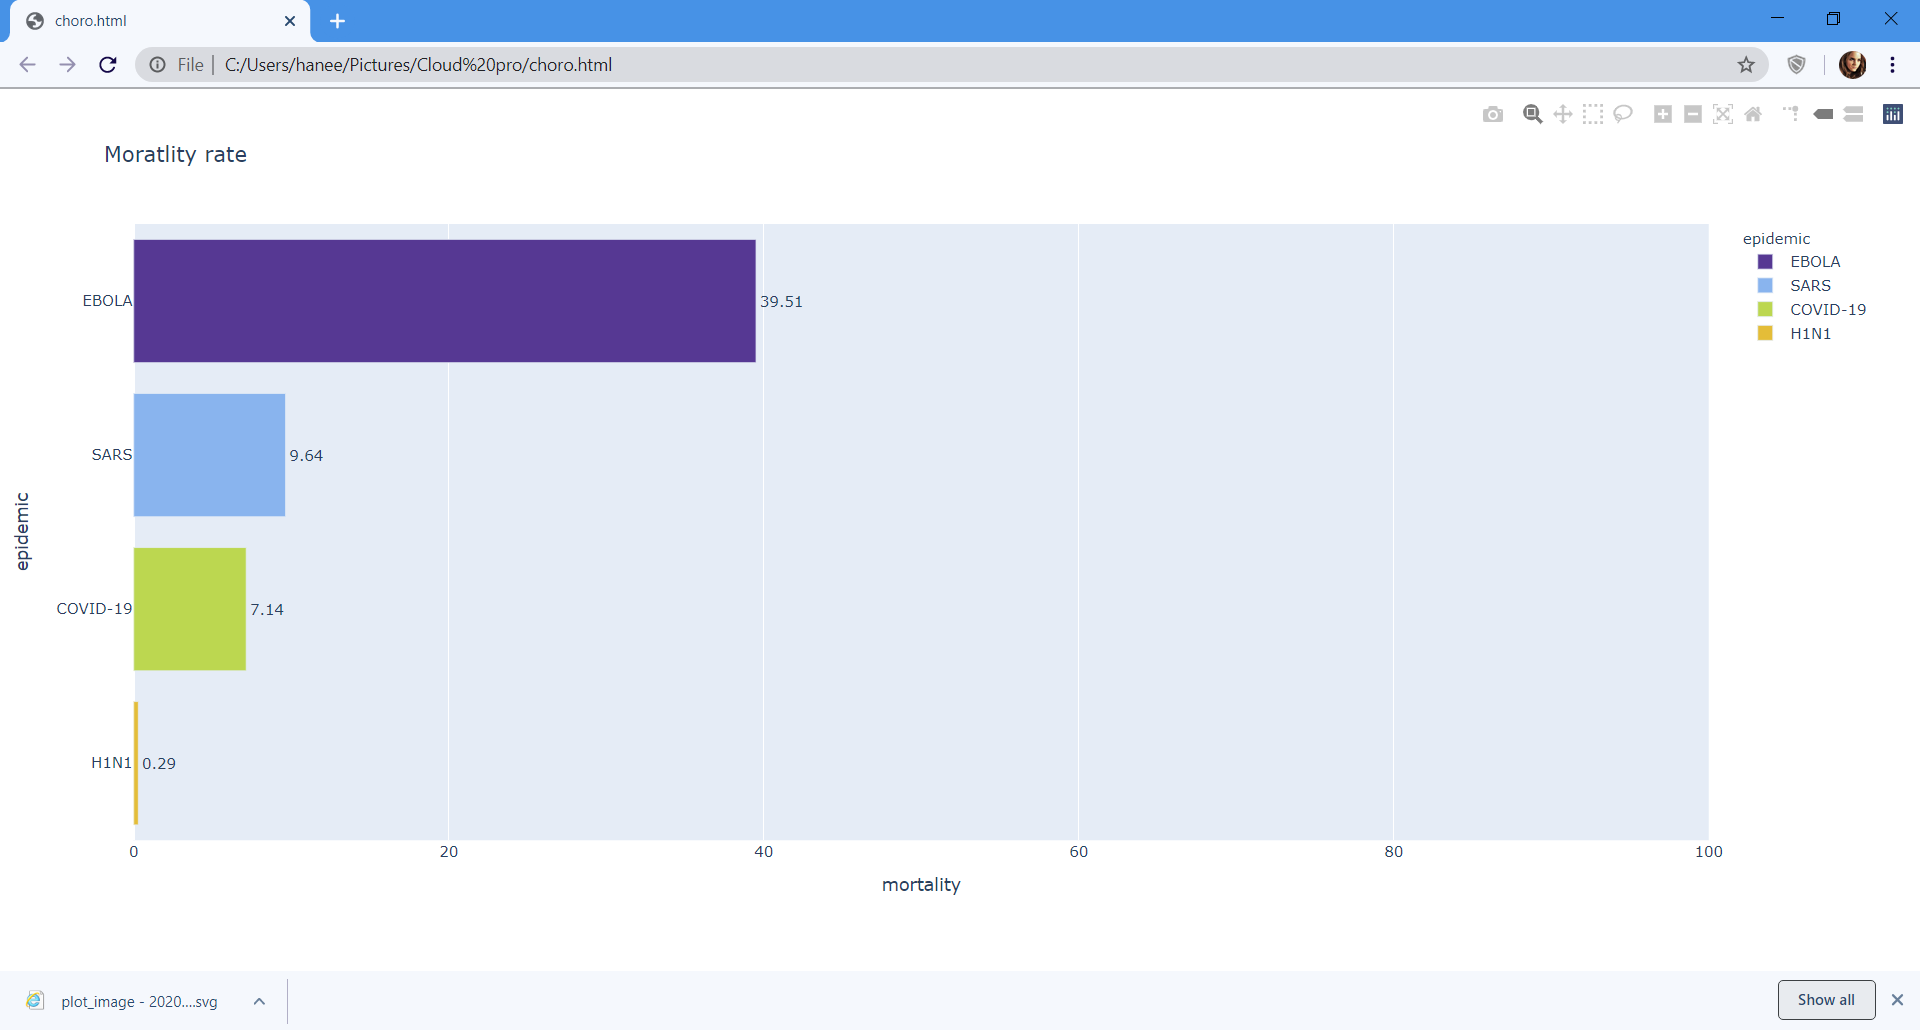 choro.html
File | C:/Users/hanee/Pictures/Cloud%20pro/choro.html
Moratlity rate
epidemic
EBOLA
SARS
COVID-19
H1N1
EBOLA
39.51
SARS
9.64
epidemic
COVID-19
7.14
H1N1
0.29
0 20 40 60 80 100
mortality
plot_image - 2020....svg
Show all